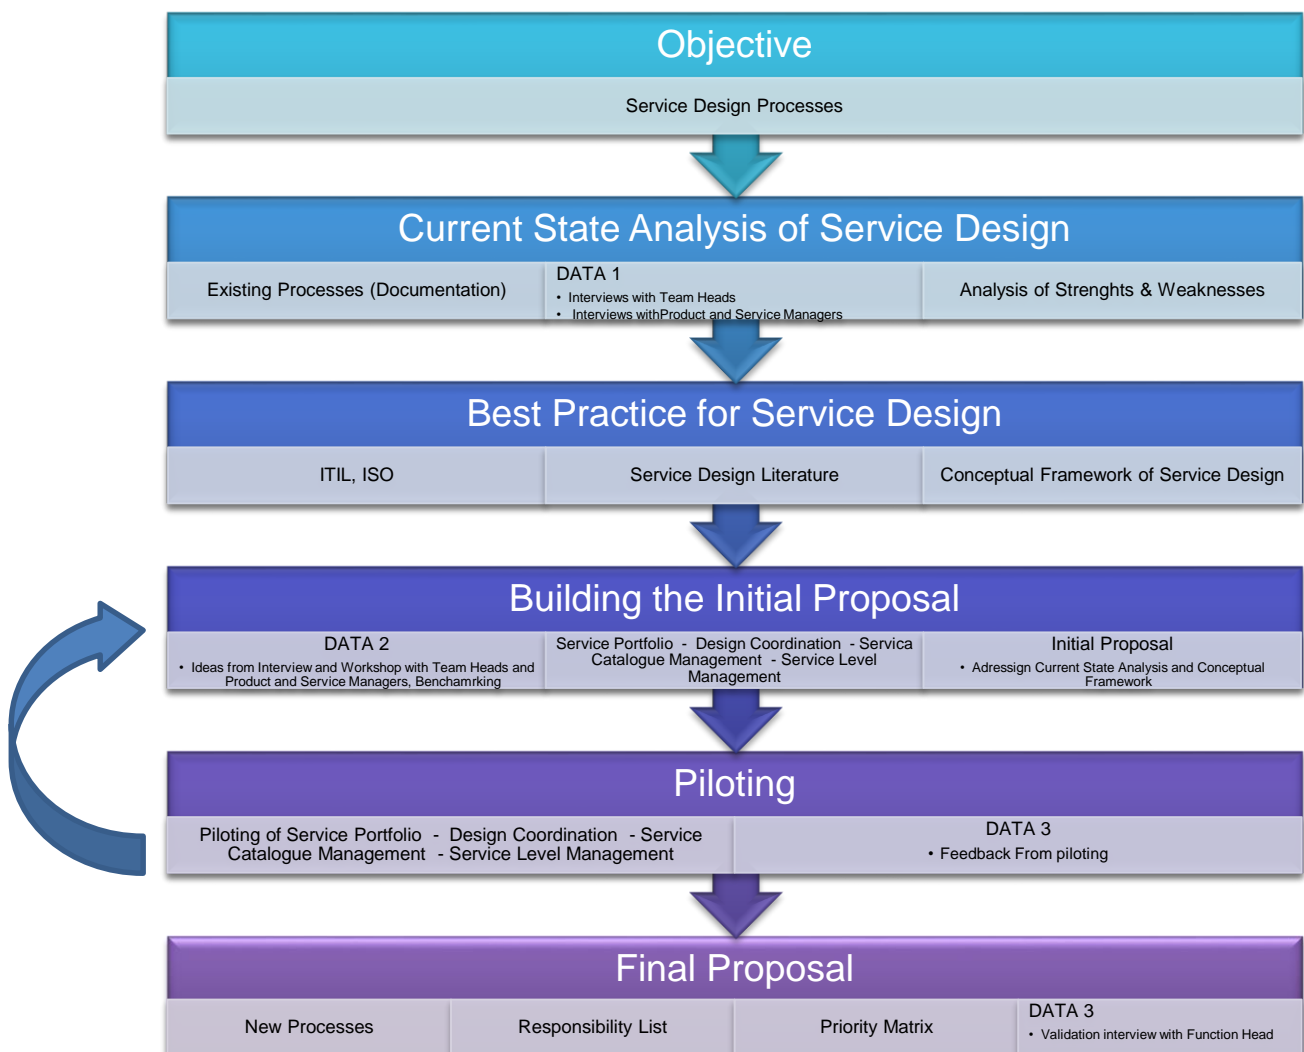 Objective
Service Design Processes
Current State Analysis of Service Design
Existing Processes (Documentation)
DATA 1
• Interviews with Team Heads
• Interviews withProduct and Service Managers
Analysis of Strenghts & Weaknesses
Best Practice for Service Design
ITIL, ISO
Service Design Literature
Conceptual Framework of Service Design
Building the Initial Proposal
DATA 2
• Ideas from Interview and Workshop with Team Heads and
Product and Service Managers, Benchamrking
Service Portfolio - Design Coordination - Servica
Catalogue Management - Service Level
Management
Initial Proposal
• Adressign Current State Analysis and Conceptual
Framework
Piloting
Piloting of Service Portfolio - Design Coordination - Service
Catalogue Management - Service Level Management
DATA 3
• Feedback From piloting
Final Proposal
New Processes
Responsibility List
Priority Matrix
DATA 3
• Validation interview with Function Head